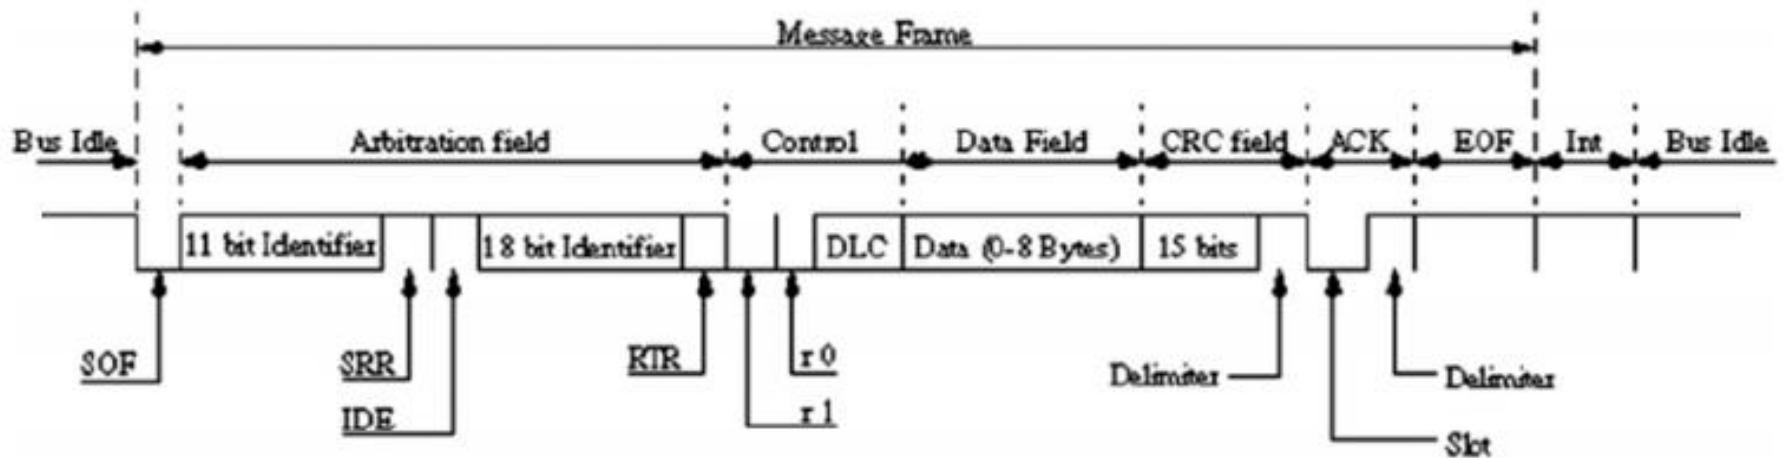 Message Frame
Bus Idle Arbitration field Control Data Field CRC field ACK EOF Int Bus Idle
11 bit Identifier 18 bit Identifier DLC Data (0-8 Bytes) 15 bits
SOF SRR RTR r 0 Delimiter Delimiter
IDE r 1
Slot